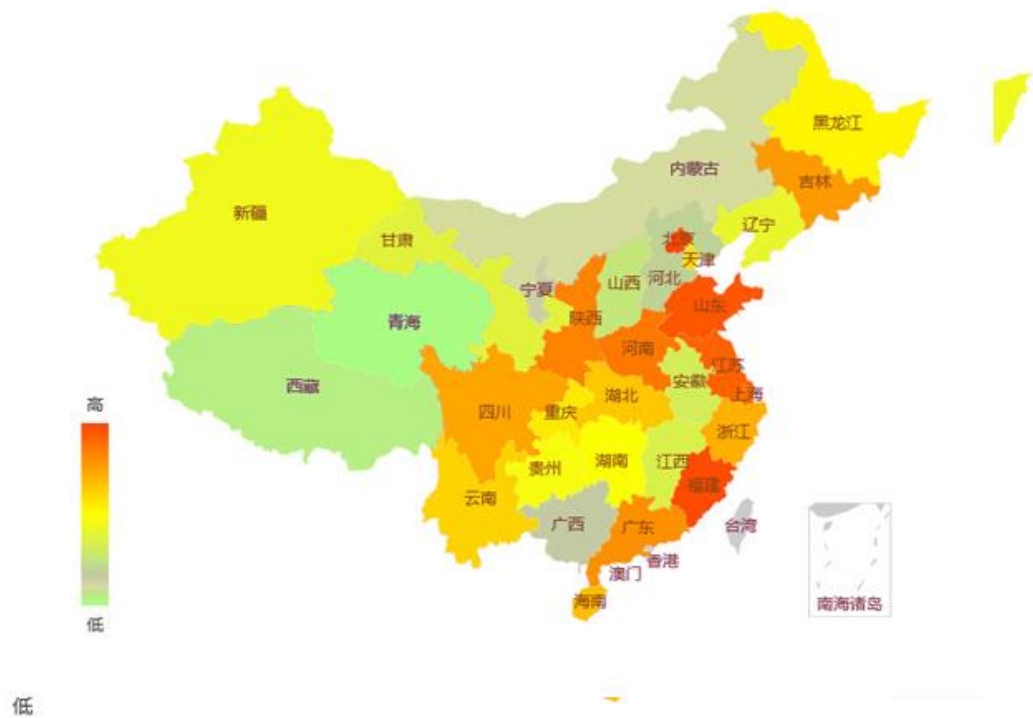 黑龙江
内蒙古
吉林
新疆
辽宁
甘肃
北京
天津
河北
山西
宁夏
山东
陕西
青海
河南
江苏
西藏
安徽
上海
高
湖北
四川
重庆
浙江
湖南
江西
贵州
福建
云南
广西
广东
台湾
香港
澳门
海南
南海诸岛
低
低